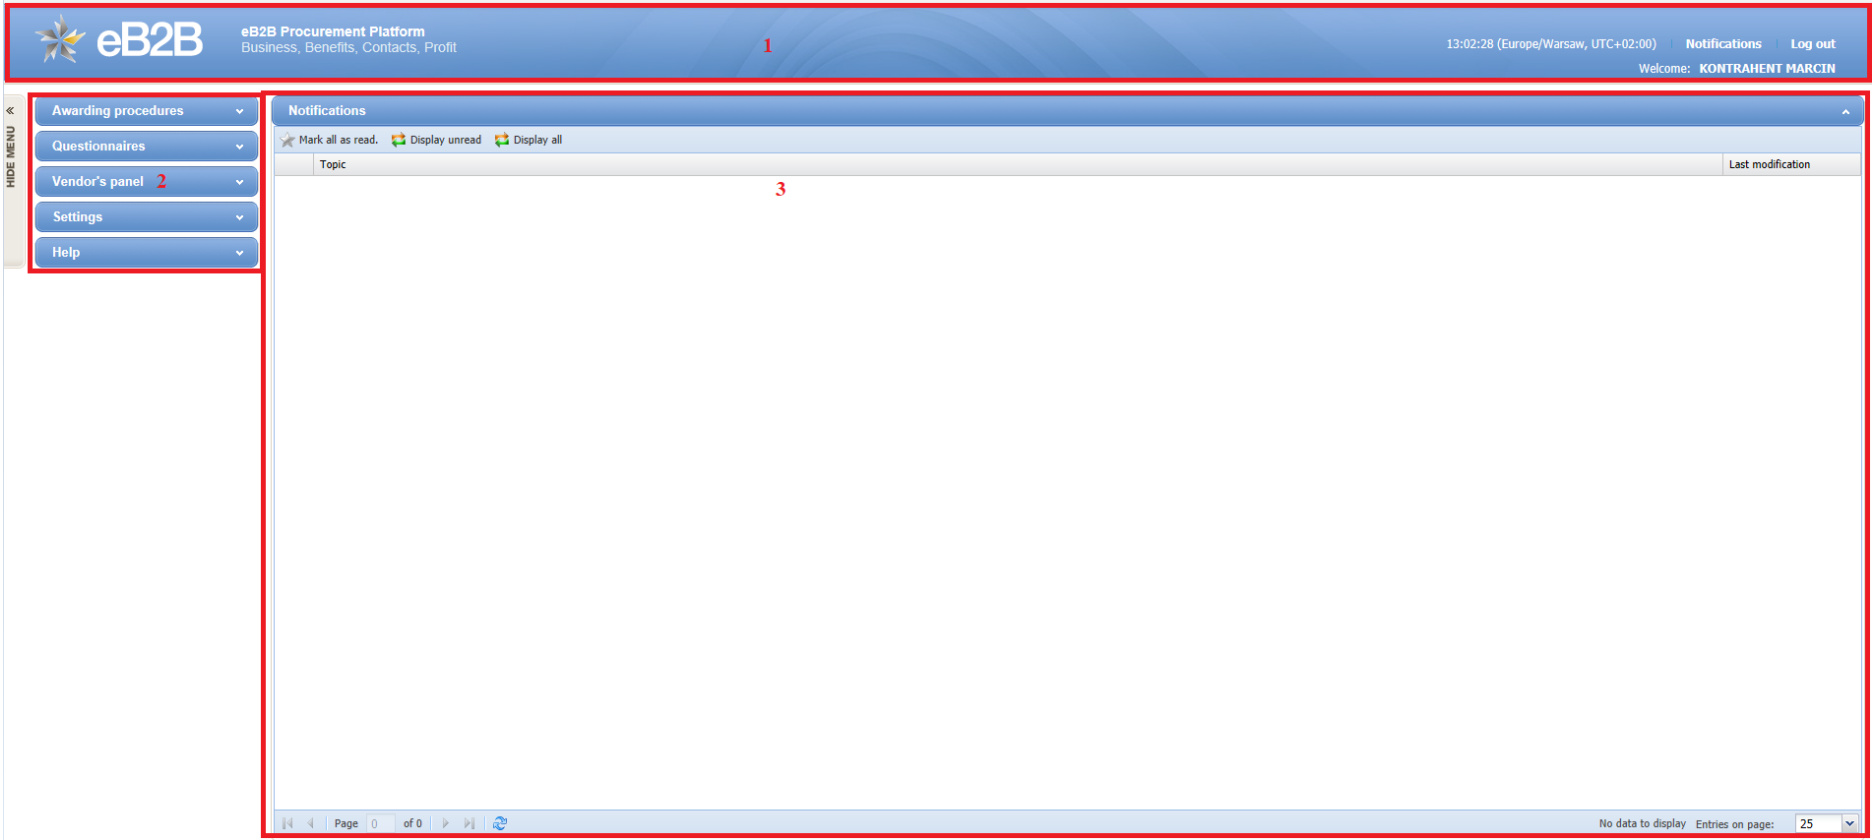 eB2B
eB2B Procurement Platform
Business, Benefits, Contacts, Profit
1
13:02:28 (Europe/Warsaw, UTC+02:00) Notifications Log out
Welcome: KONTRAHENT MARCIN
« HIDE MENU
Awarding procedures
Questionnaires
Vendor's panel 2
Settings
Help
Notifications
Mark all as read. Display unread Display all
Topic Last modification
3
Page 0 of 0 No data to display Entries on page: 25